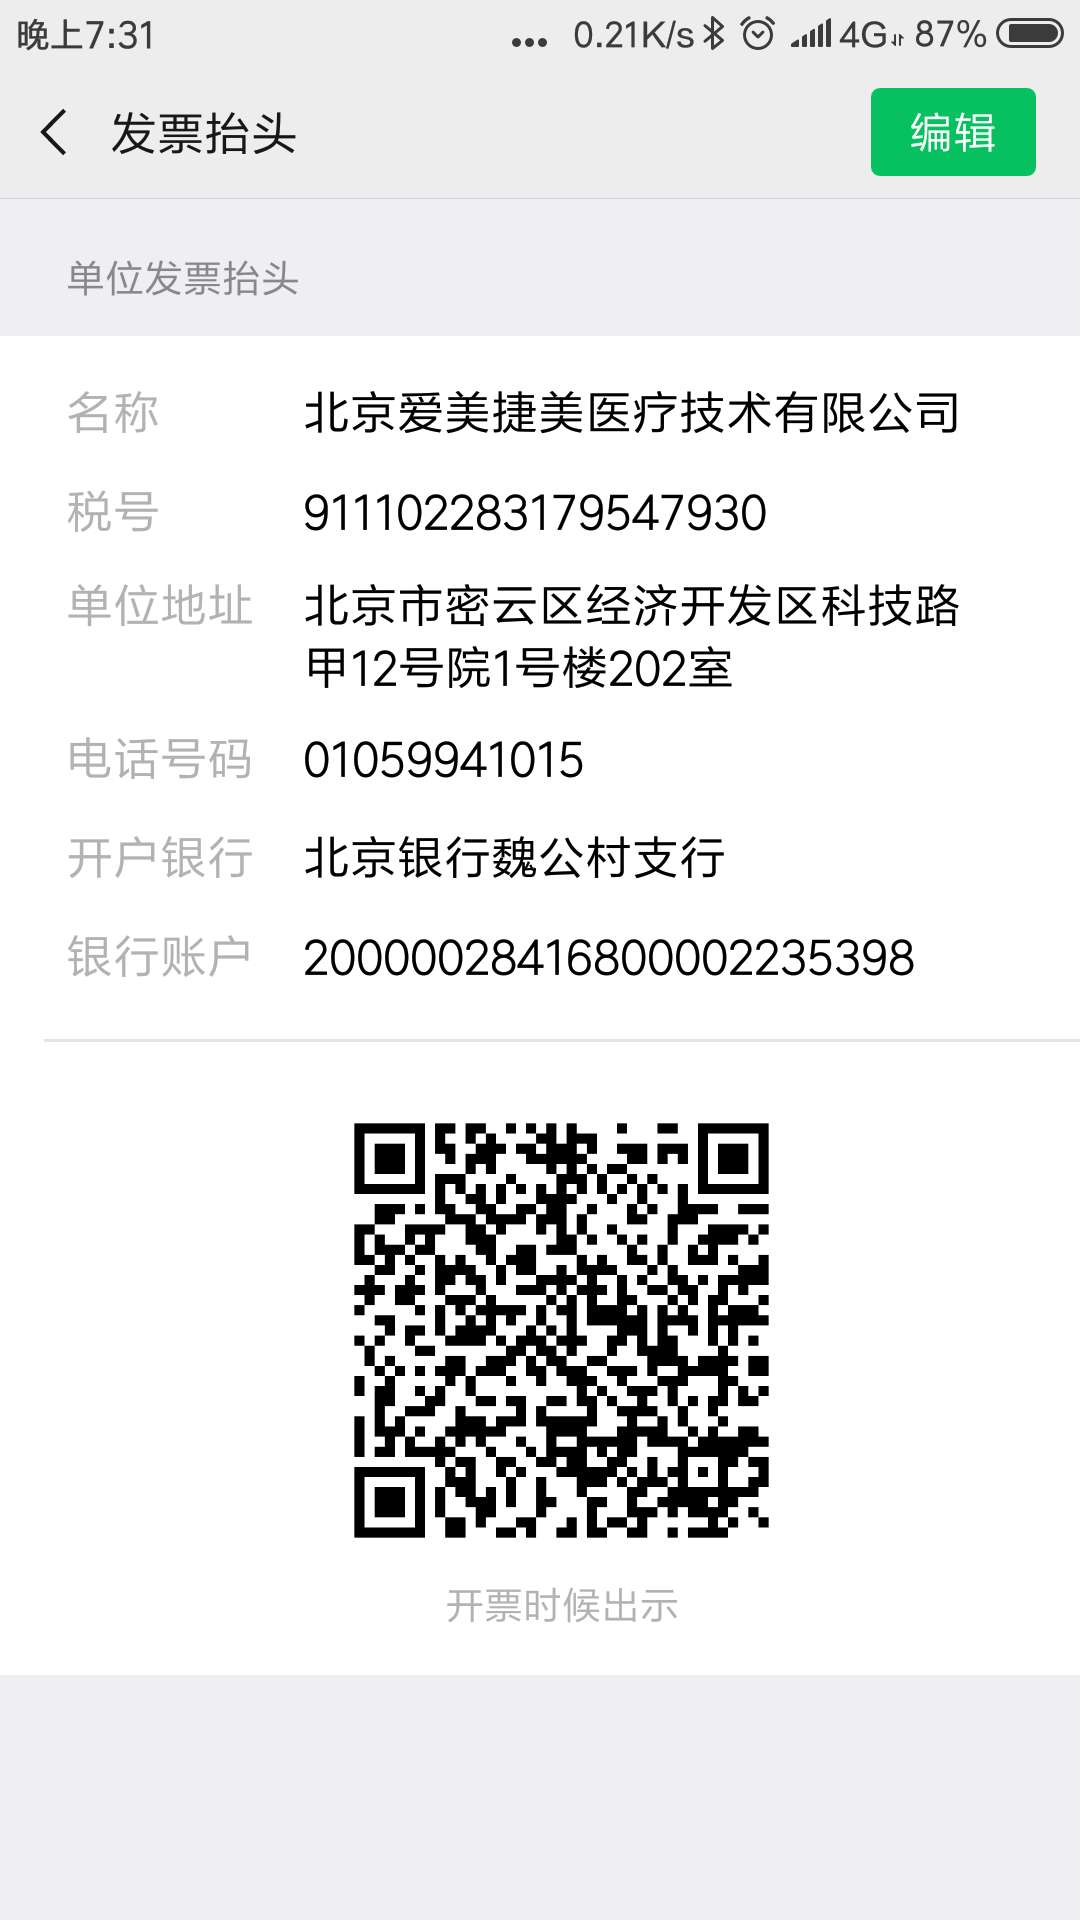 晚上7:31 ... 0.21K/s 4G 87%
发票抬头 编辑
单位发票抬头
名称 北京爱美捷美医疗技术有限公司
税号 911102283179547930
单位地址 北京市密云区经济开发区科技路
甲12号院1号楼202室
电话号码 01059941015
开户银行 北京银行魏公村支行
银行账户 20000028416800002235398
开票时候出示